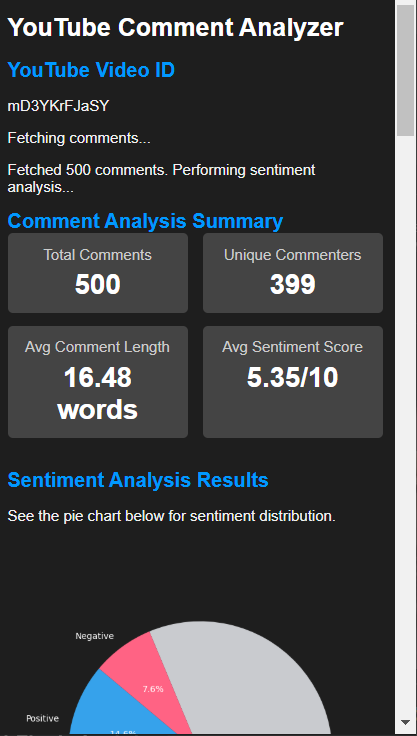 YouTube Comment Analyzer
YouTube Video ID
mD3YKrFJaSY
Fetching comments...
Fetched 500 comments. Performing sentiment
analysis...
Comment Analysis Summary
Total Comments
500
Unique Commenters
399
Avg Comment Length
16.48
words
Avg Sentiment Score
5.35/10
Sentiment Analysis Results
See the pie chart below for sentiment distribution.
Negative
7.6%
Positive